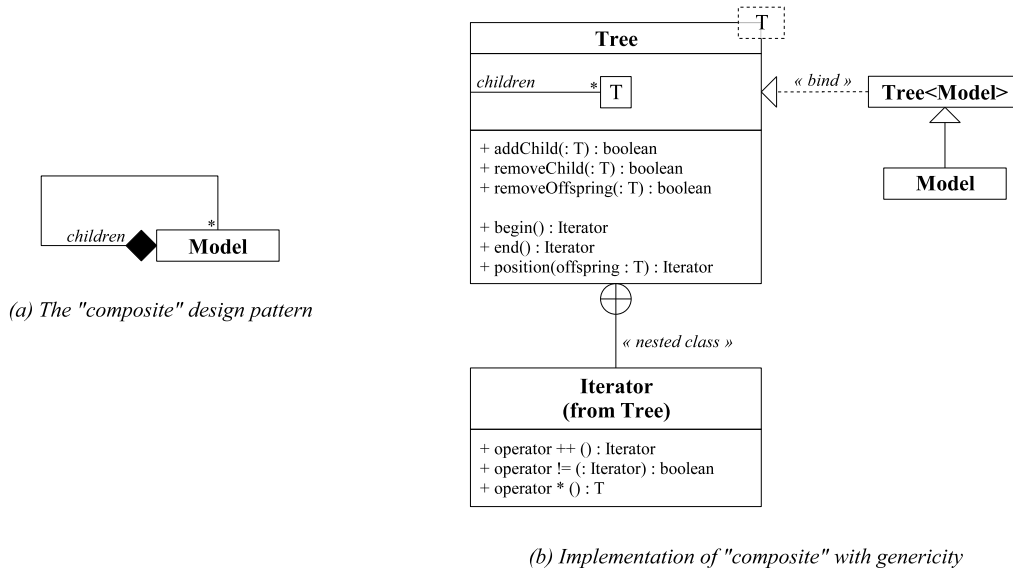 children
*
Model
(a) The "composite" design pattern
T
Tree
children
*
T
« bind »
Tree<Model>
Model
+ addChild(: T) : boolean
+ removeChild(: T) : boolean
+ removeOffspring(: T) : boolean
+ begin() : Iterator
+ end() : Iterator
+ position(offspring : T) : Iterator
« nested class »
Iterator
(from Tree)
+ operator ++ () : Iterator
+ operator != (: Iterator) : boolean
+ operator * () : T
(b) Implementation of "composite" with genericity